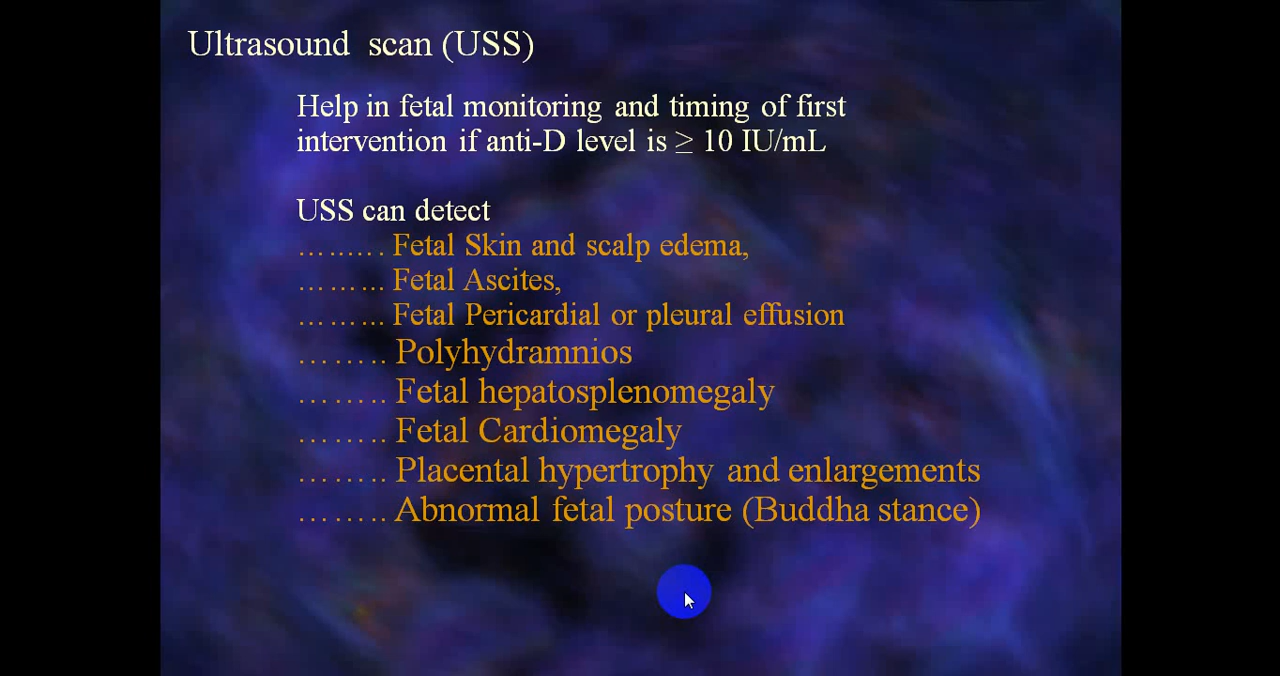 Ultrasound scan (USS)
Help in fetal monitoring and timing of first
intervention if anti-D level is ≥ 10 IU/mL
USS can detect
……… Fetal Skin and scalp edema,
……… Fetal Ascites,
……… Fetal Pericardial or pleural effusion
…….. Polyhydramnios
…….. Fetal hepatosplenomegaly
…….. Fetal Cardiomegaly
…….. Placental hypertrophy and enlargements
…….. Abnormal fetal posture (Buddha stance)